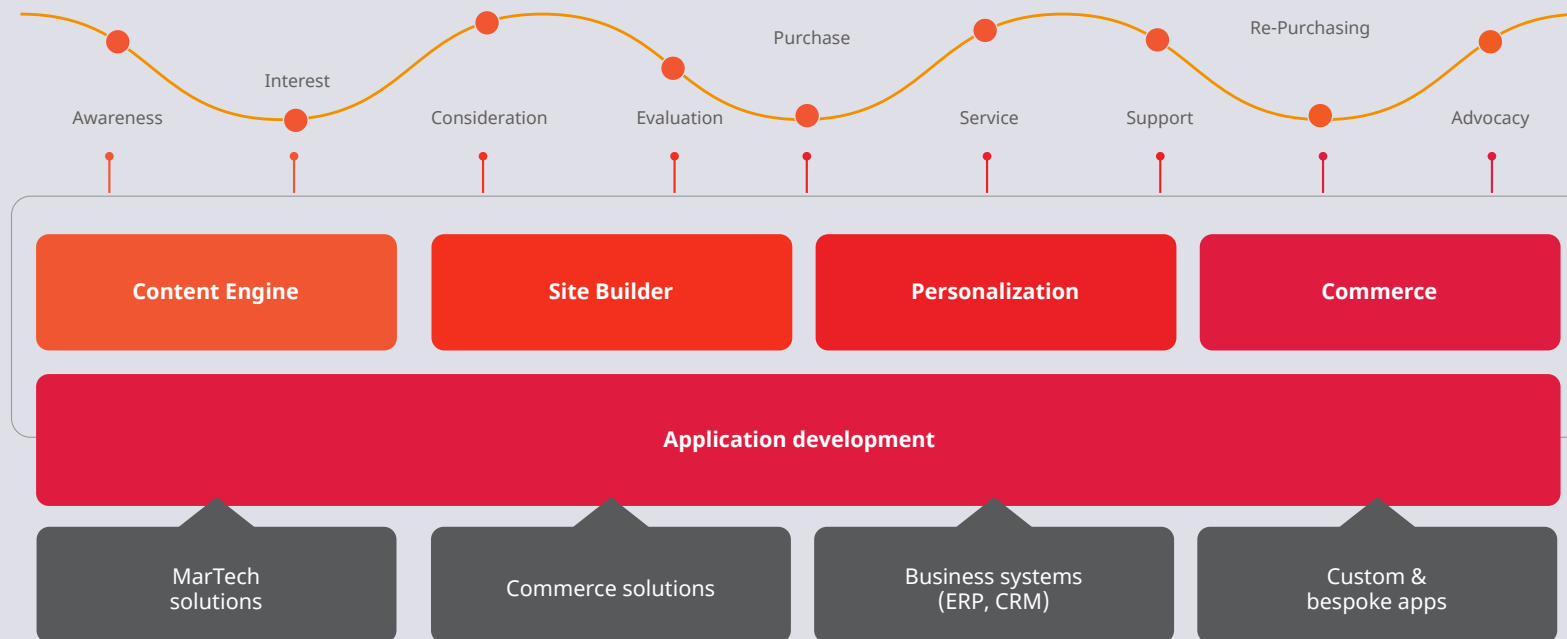 Awareness
Interest
Consideration
Evaluation
Purchase
Service
Support
Re-Purchasing
Advocacy
Content Engine
Site Builder
Personalization
Commerce
Application development
MarTech
solutions
Commerce solutions
Business systems
(ERP, CRM)
Custom &
bespoke apps